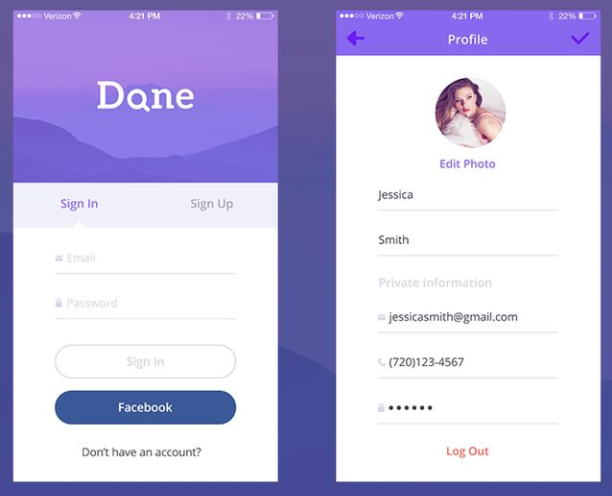 Verizon 4:21 PM 22%
Done
Sign In Sign Up
Email
Password
Sign In
Facebook
Don't have an account?
Verizon 4:21 PM 22%
Profile
Edit Photo
Jessica
Smith
Private Information
jessicasmith@gmail.com
(720)123-4567
••••••
Log Out